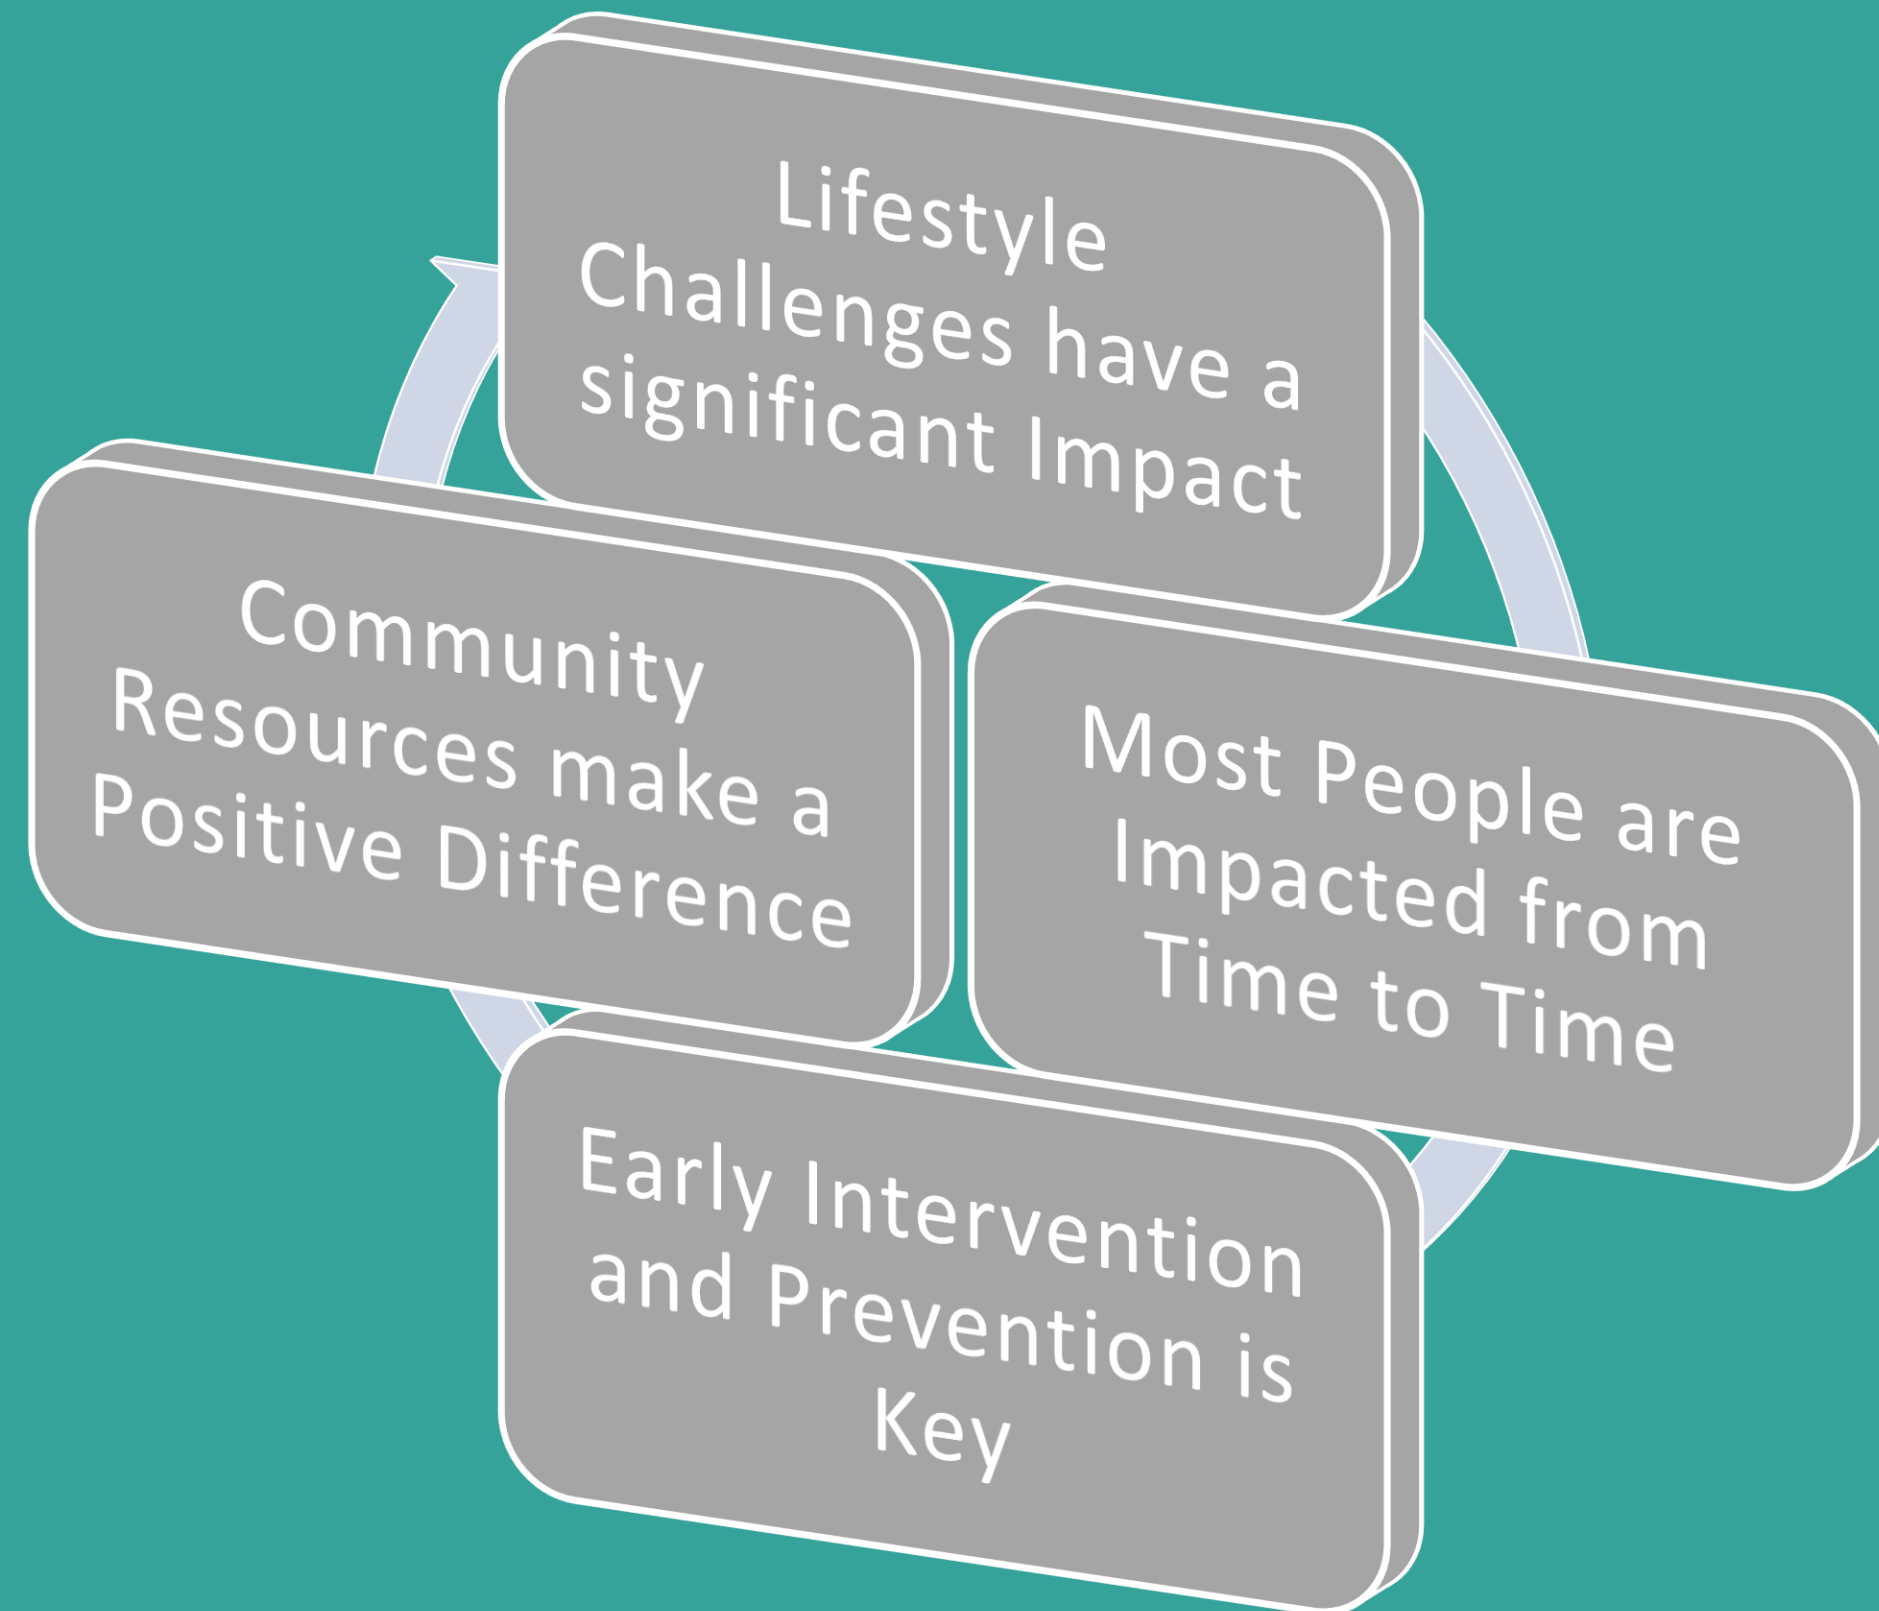 Lifestyle
Challenges have a
significant Impact
Most People are
Impacted from
Time to Time
Early Intervention
and Prevention is
Key
Community
Resources make a
Positive Difference